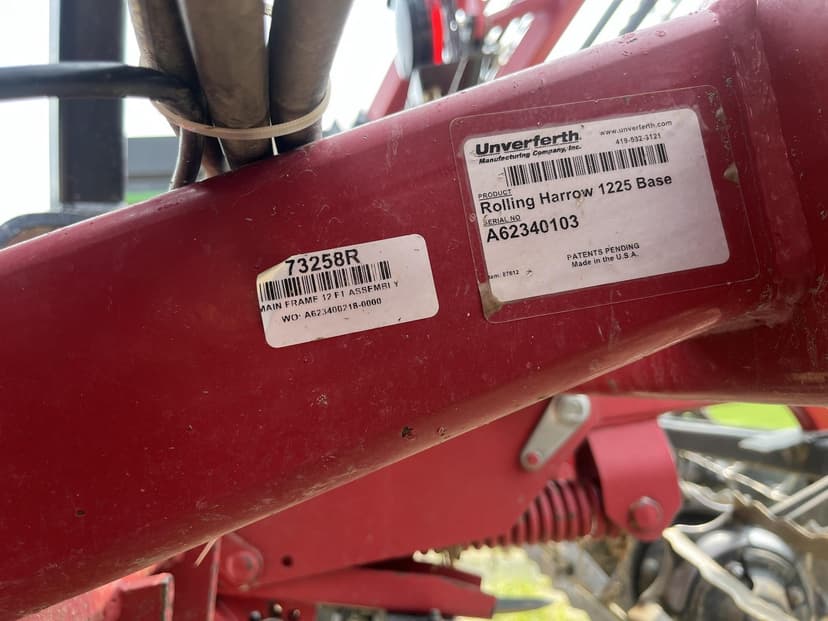 Unverferth
Manufacturing Company, Inc.
www.unverferth.com
419-532-3121
PRODUCT
Rolling Harrow 1225 Base
SERIAL NO
A62340103
PATENTS PENDING
Made in the U.S.A.
73258R
MAIN FRAME 12 FT ASSEMBLY
WO: A623400218-0000